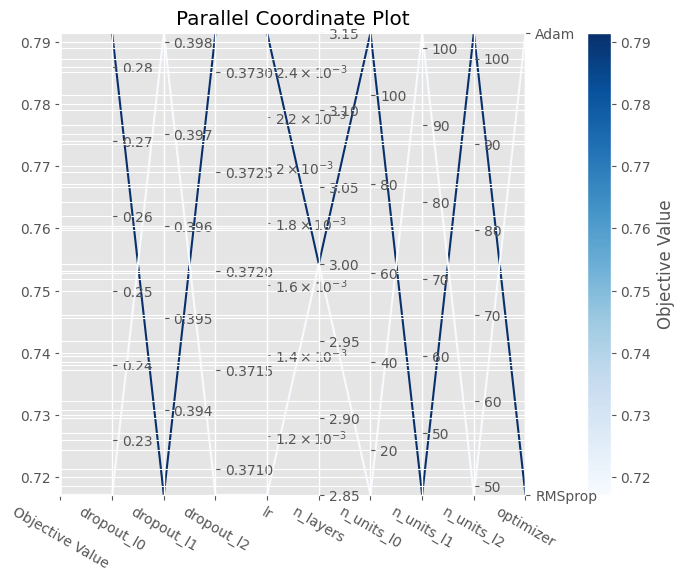 Parallel Coordinate Plot
0.79
0.78
0.77
0.76
0.75
0.74
0.73
0.72
0.28
0.27
0.26
0.25
0.24
0.23
0.398
0.397
0.396
0.395
0.394
0.3730
0.3725
0.3720
0.3715
0.3710
2.4 × 10⁻³
2.2 × 10⁻³
2 × 10⁻³
1.8 × 10⁻³
1.6 × 10⁻³
1.4 × 10⁻³
1.2 × 10⁻³
3.15
3.10
3.05
3.00
2.95
2.90
2.85
100
80
60
40
20
100
90
80
70
60
50
100
90
80
70
60
50
Adam
RMSprop
Objective Value
dropout_l0
dropout_l1
dropout_l2
lr
n_layers
n_units_l0
n_units_l1
n_units_l2
optimizer
0.79
0.78
0.77
0.76
0.75
0.74
0.73
0.72
Objective Value